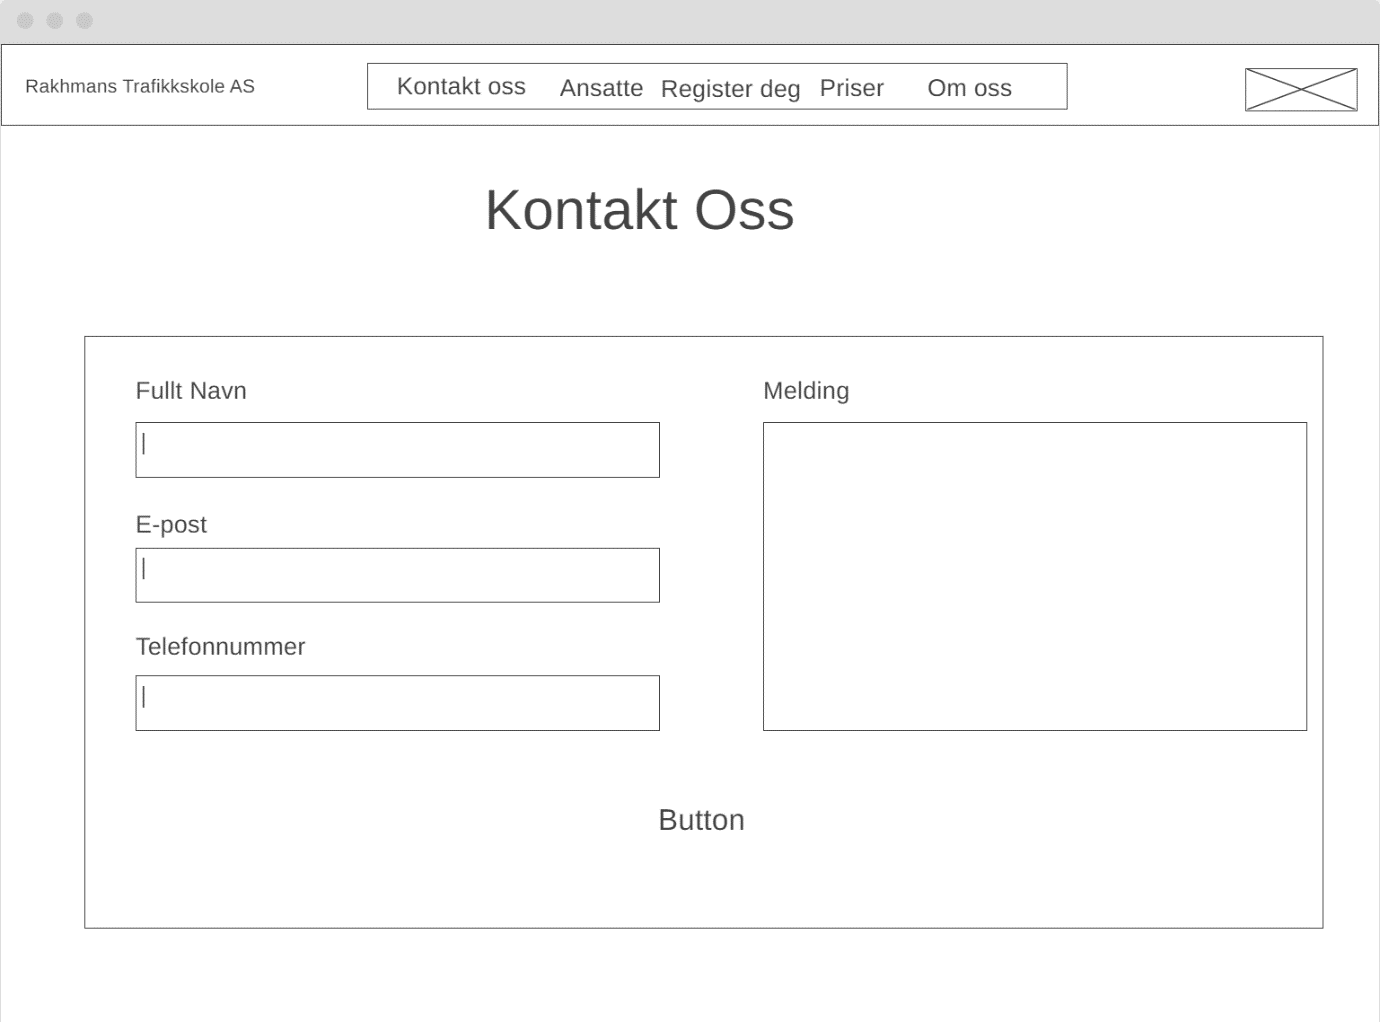 Rakhmans Trafikkskole AS
Kontakt oss Ansatte Register deg Priser Om oss
Kontakt Oss
Fullt Navn
Melding
E-post
Telefonnummer
Button